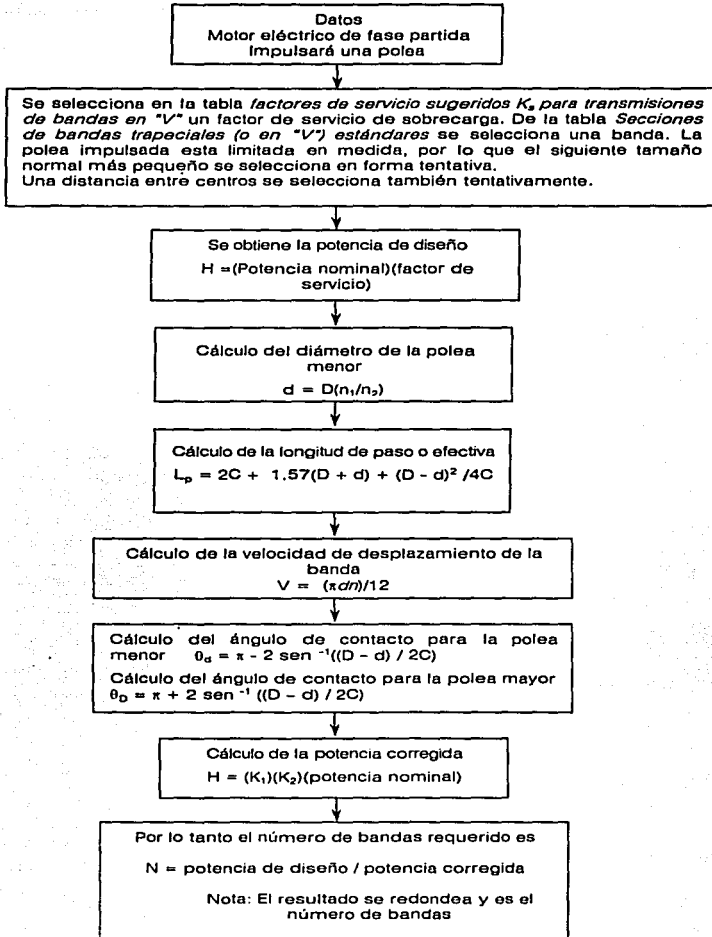 Datos
Motor eléctrico de fase partida
Impulsará una polea
Se selecciona en la tabla factores de servicio sugeridos Kₛ para transmisiones
de bandas en "V" un factor de servicio de sobrecarga. De la tabla Secciones
de bandas trapeciales (o en "V") estándares se selecciona una banda. La
polea impulsada esta limitada en medida, por lo que el siguiente tamaño
normal más pequeño se selecciona en forma tentativa.
Una distancia entre centros se selecciona también tentativamente.
Se obtiene la potencia de diseño
H =(Potencia nominal)(factor de
servicio)
Cálculo del diámetro de la polea
menor
d = D(n₁/n₂)
Cálculo de la longitud de paso o efectiva
Lₚ = 2C + 1.57(D + d) + (D - d)² /4C
Cálculo de la velocidad de desplazamiento de la
banda
V = (πdn)/12
Cálculo del ángulo de contacto para la polea
menor θd = π - 2 sen ⁻¹((D – d) / 2C)
Cálculo del ángulo de contacto para la polea mayor
θD = π + 2 sen ⁻¹ ((D – d) / 2C)
Cálculo de la potencia corregida
H = (K₁)(K₂)(potencia nominal)
Por lo tanto el número de bandas requerido es
N = potencia de diseño / potencia corregida
Nota: El resultado se redondea y es el
número de bandas